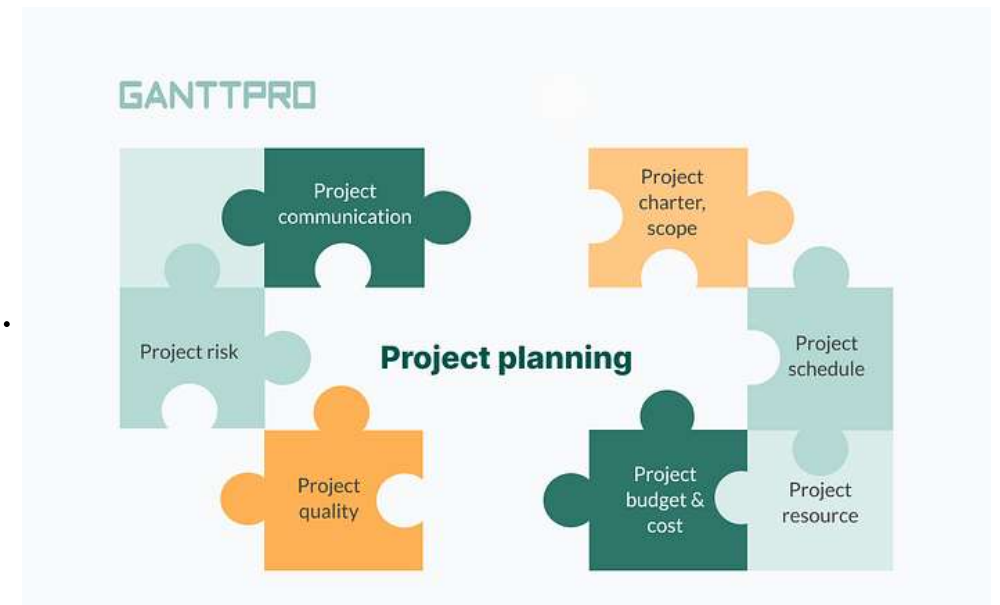 GANTTPRO
Project
communication
Project
charter,
scope
Project risk
Project planning
Project
schedule
Project
quality
Project
budget &
cost
Project
resource